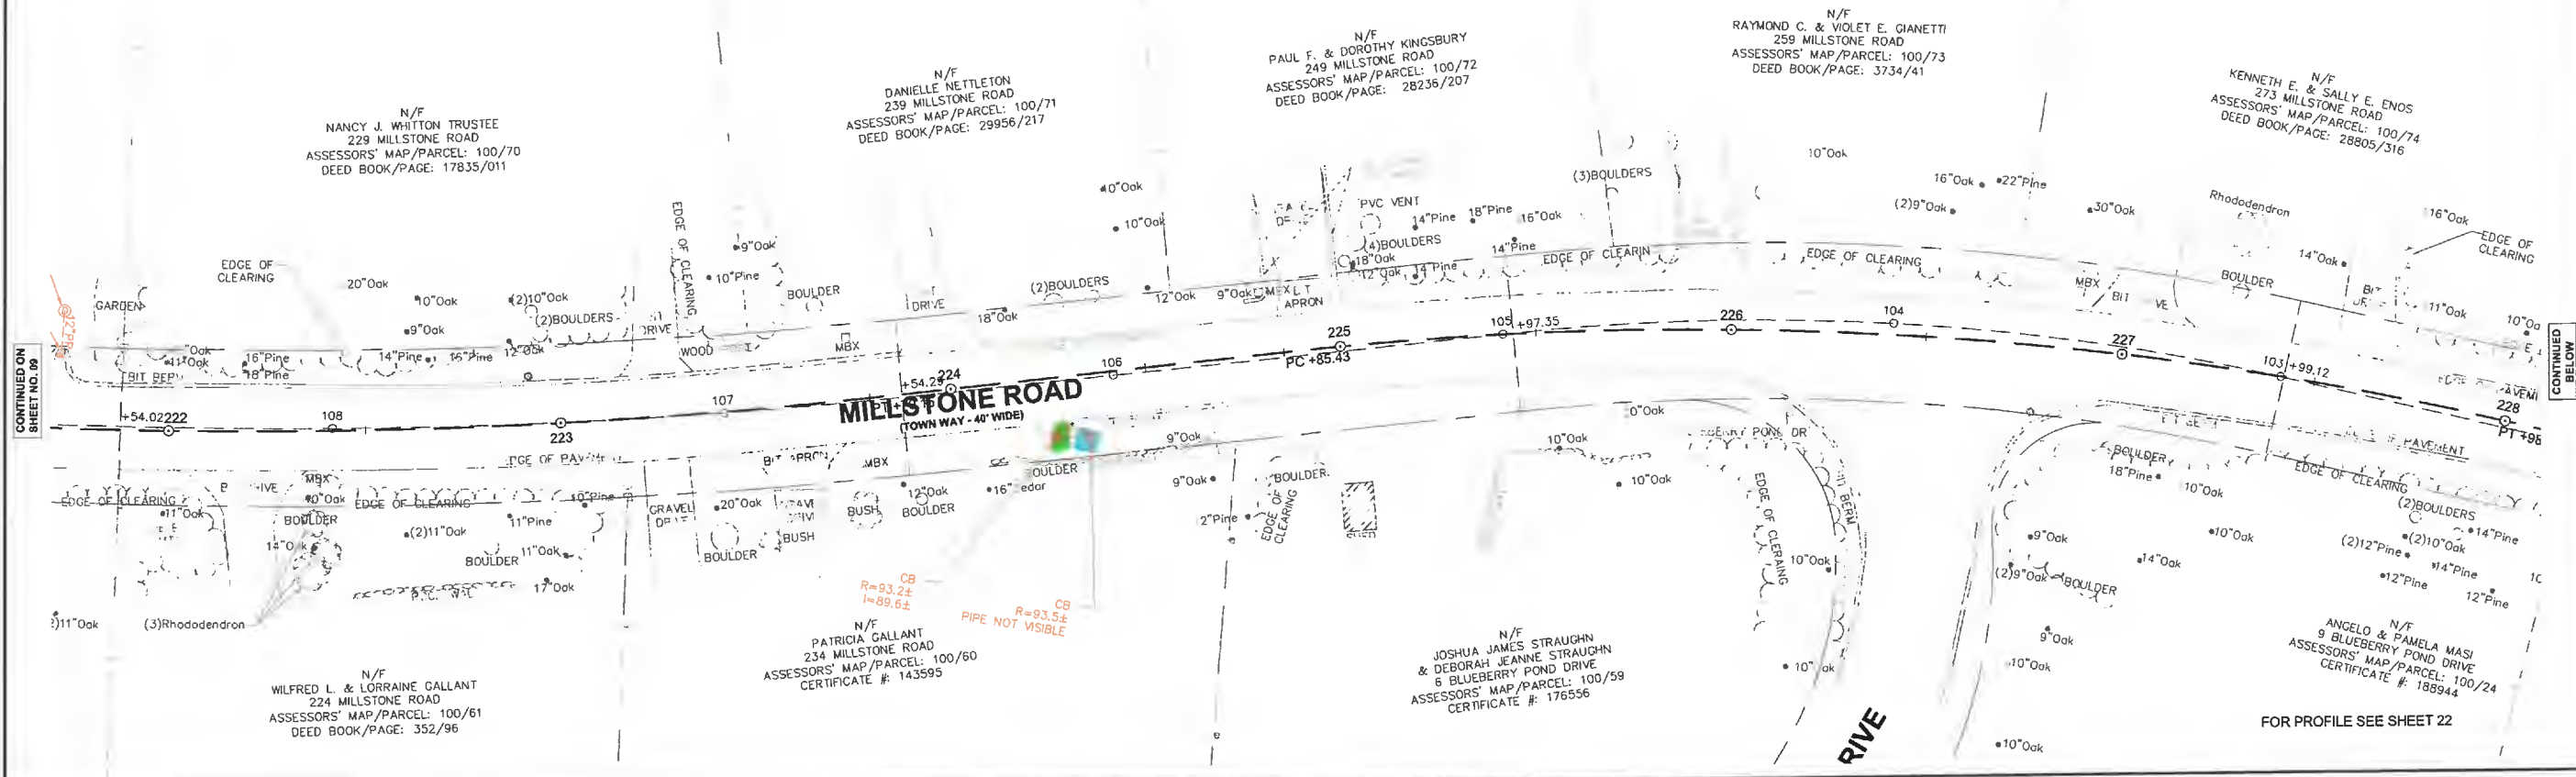 N/F
NANCY J. WHITTON TRUSTEE
229 MILLSTONE ROAD
ASSESSORS' MAP/PARCEL: 100/70
DEED BOOK/PAGE: 17835/011
N/F
DANIELLE NETTLETON
239 MILLSTONE ROAD
ASSESSORS' MAP/PARCEL: 100/71
DEED BOOK/PAGE: 29956/217
N/F
PAUL F. & DOROTHY KINGSBURY
249 MILLSTONE ROAD
ASSESSORS' MAP/PARCEL: 100/72
DEED BOOK/PAGE: 28236/207
N/F
RAYMOND C. & VIOLET E. GIANETTI
259 MILLSTONE ROAD
ASSESSORS' MAP/PARCEL: 100/73
DEED BOOK/PAGE: 3734/41
N/F
KENNETH E. & SALLY E. ENOS
273 MILLSTONE ROAD
ASSESSORS' MAP/PARCEL: 100/74
DEED BOOK/PAGE: 28805/316
EDGE OF
CLEARING
GARDEN
20"Oak
10"Oak
9"Oak
(2)10"Oak
(2)BOULDERS
DRIVE
EDGE OF CLEARING
9"Oak
10"Pine
BOULDER
MBX
WOOD
DRIVE
18"Oak
(2)BOULDERS
10"Oak
12"Oak
9"Oak
APRON
PVC VENT
14"Pine
18"Pine
16"Oak
(4)BOULDERS
18"Oak
12"Oak
14"Pine
14"Pine
(3)BOULDERS
EDGE OF CLEARIN
10"Oak
16"Oak
22"Pine
(2)9"Oak
30"Oak
EDGE OF CLEARING
Rhododendron
16"Oak
EDGE OF
CLEARING
14"Oak
BOULDER
MBX
BIT
11"Oak
12"PP
11"Oak
16"Pine
18"Pine
14"Pine
16"Pine
12"Oak
CONTINUED ON
SHEET NO. 09
+54.02
222
108
223
107
+54.29
224
106
PC +85.43
225
105
+97.35
226
104
227
103
+99.12
228
PT +98
CONTINUED
BELOW
MILLSTONE ROAD
(TOWN WAY - 40' WIDE)
EDGE OF CLEARING
MBX
BOULDER
14"Oak
11"Oak
EDGE OF CLEARING
(2)11"Oak
10"Pine
11"Pine
BOULDER
11"Oak
17"Oak
(3)Rhododendron
GRAVEL
20"Oak
BOULDER
BUSH
MBX
BUSH
12"Oak
BOULDER
16"
9"Oak
9"Oak
BOULDER
EDGE OF
CLEARING
SHED
10"Oak
10"Oak
EDGE OF CLERAING
BERM
10"Oak
BOULDER
18"Pine
10"Oak
PAVEMENT
EDGE OF CLEARING
(2)BOULDERS
14"Pine
(2)10"Oak
(2)12"Pine
14"Pine
12"Pine
12"Pine
9"Oak
14"Oak
10"Oak
(2)9"Oak
BOULDER
9"Oak
10"Oak
10"Oak
CB
R=93.2±
I=89.6±
CB
R=93.5±
PIPE NOT VISIBLE
N/F
WILFRED L. & LORRAINE GALLANT
224 MILLSTONE ROAD
ASSESSORS' MAP/PARCEL: 100/61
DEED BOOK/PAGE: 352/96
N/F
PATRICIA GALLANT
234 MILLSTONE ROAD
ASSESSORS' MAP/PARCEL: 100/60
CERTIFICATE #: 143595
N/F
JOSHUA JAMES STRAUGHN
& DEBORAH JEANNE STRAUGHN
6 BLUEBERRY POND DRIVE
ASSESSORS' MAP/PARCEL: 100/59
CERTIFICATE #: 176556
RIVE
N/F
ANGELO & PAMELA MASI
9 BLUEBERRY POND DRIVE
ASSESSORS' MAP/PARCEL: 100/24
CERTIFICATE #: 188944
FOR PROFILE SEE SHEET 22